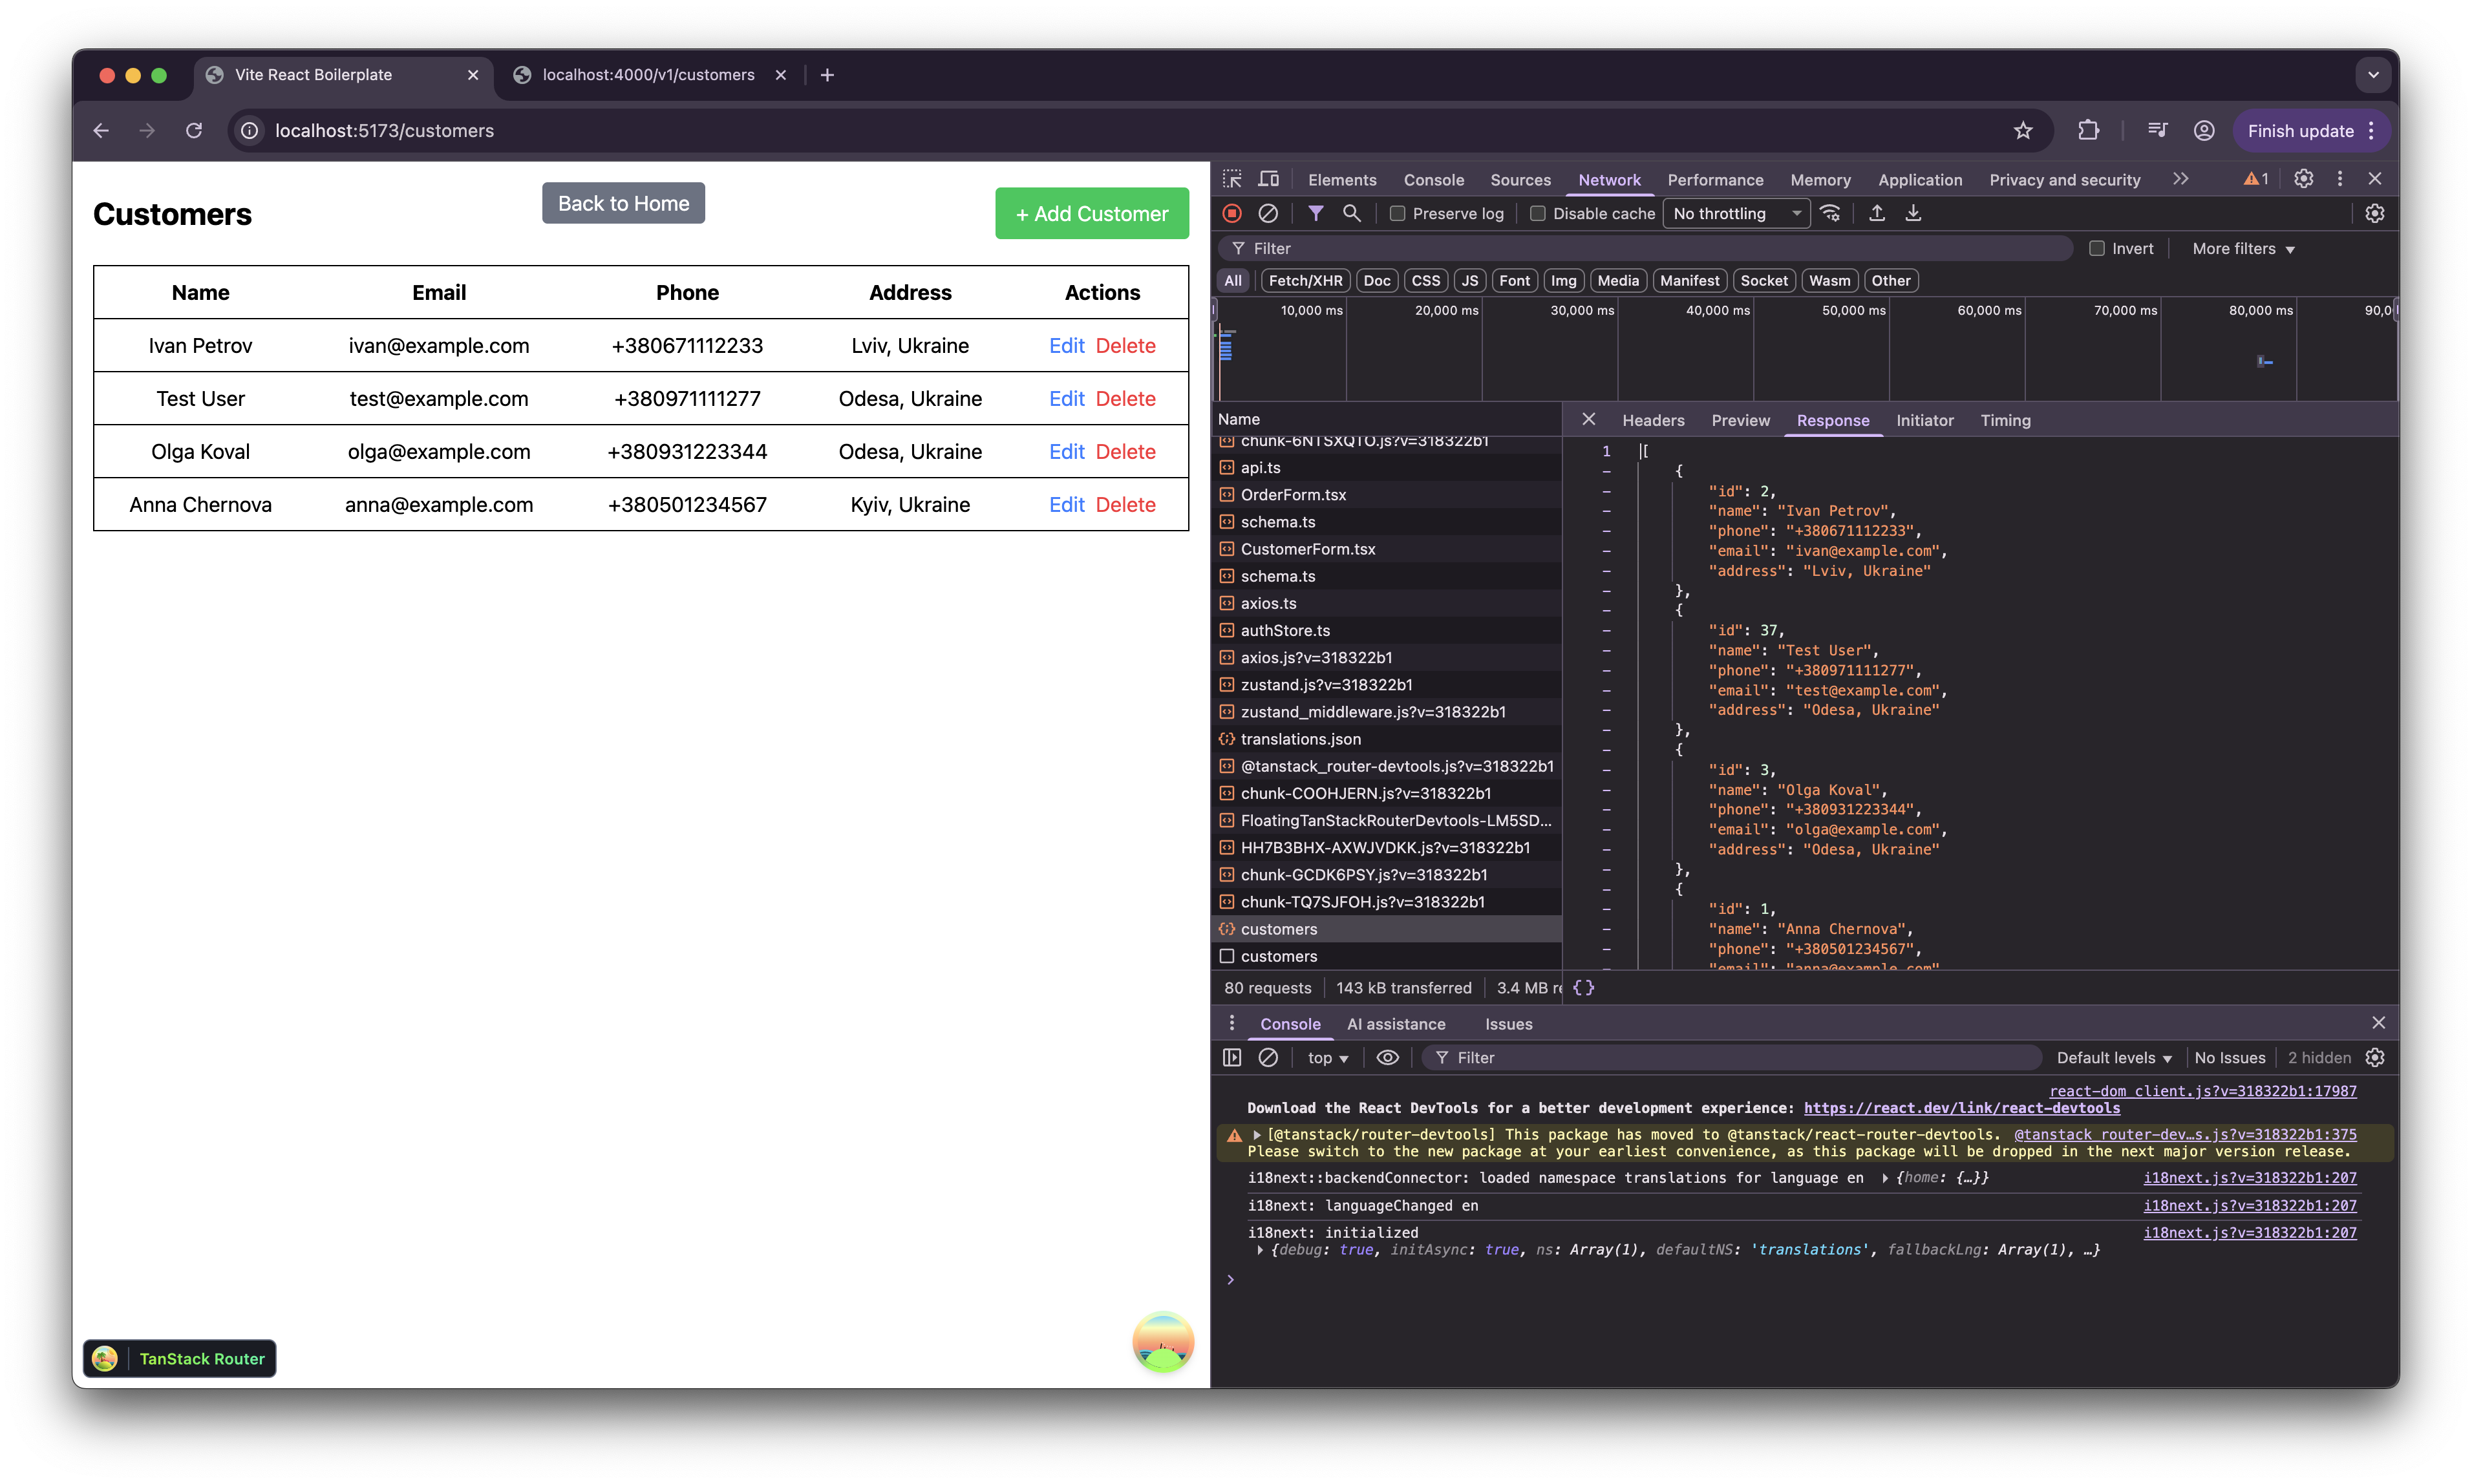 Vite React Boilerplate
localhost:4000/v1/customers
localhost:5173/customers
Finish update
Customers
Back to Home
+ Add Customer
Name Email Phone Address Actions
Ivan Petrov ivan@example.com +380671112233 Lviv, Ukraine Edit Delete
Test User test@example.com +380971111277 Odesa, Ukraine Edit Delete
Olga Koval olga@example.com +380931223344 Odesa, Ukraine Edit Delete
Anna Chernova anna@example.com +380501234567 Kyiv, Ukraine Edit Delete
TanStack Router
Elements Console Sources Network Performance Memory Application Privacy and security 1
Preserve log Disable cache No throttling
Filter Invert More filters
All Fetch/XHR Doc CSS JS Font Img Media Manifest Socket Wasm Other
10,000 ms 20,000 ms 30,000 ms 40,000 ms 50,000 ms 60,000 ms 70,000 ms 80,000 ms 90,0
Name
chunk-6NTSXQTO.js?v=318322b1
api.ts
OrderForm.tsx
schema.ts
CustomerForm.tsx
schema.ts
axios.ts
authStore.ts
axios.js?v=318322b1
zustand.js?v=318322b1
zustand_middleware.js?v=318322b1
translations.json
@tanstack_router-devtools.js?v=318322b1
chunk-COOHJERN.js?v=318322b1
FloatingTanStackRouterDevtools-LM5SD...
HH7B3BHX-AXWJVDKK.js?v=318322b1
chunk-GCDK6PSY.js?v=318322b1
chunk-TQ7SJFOH.js?v=318322b1
customers
customers
80 requests 143 kB transferred 3.4 MB re
Headers Preview Response Initiator Timing
1 [
{
"id": 2,
"name": "Ivan Petrov",
"phone": "+380671112233",
"email": "ivan@example.com",
"address": "Lviv, Ukraine"
},
{
"id": 37,
"name": "Test User",
"phone": "+380971111277",
"email": "test@example.com",
"address": "Odesa, Ukraine"
},
{
"id": 3,
"name": "Olga Koval",
"phone": "+380931223344",
"email": "olga@example.com",
"address": "Odesa, Ukraine"
},
{
"id": 1,
"name": "Anna Chernova",
"phone": "+380501234567",
"email": "anna@example.com"
{ }
Console AI assistance Issues
top Filter Default levels No Issues 2 hidden
react-dom_client.js?v=318322b1:17987
Download the React DevTools for a better development experience: https://react.dev/link/react-devtools
[@tanstack/router-devtools] This package has moved to @tanstack/react-router-devtools. @tanstack_router-dev…s.js?v=318322b1:375
Please switch to the new package at your earliest convenience, as this package will be dropped in the next major version release.
i18next::backendConnector: loaded namespace translations for language en {home: {…}} i18next.js?v=318322b1:207
i18next: languageChanged en i18next.js?v=318322b1:207
i18next: initialized i18next.js?v=318322b1:207
{debug: true, initAsync: true, ns: Array(1), defaultNS: 'translations', fallbackLng: Array(1), …}